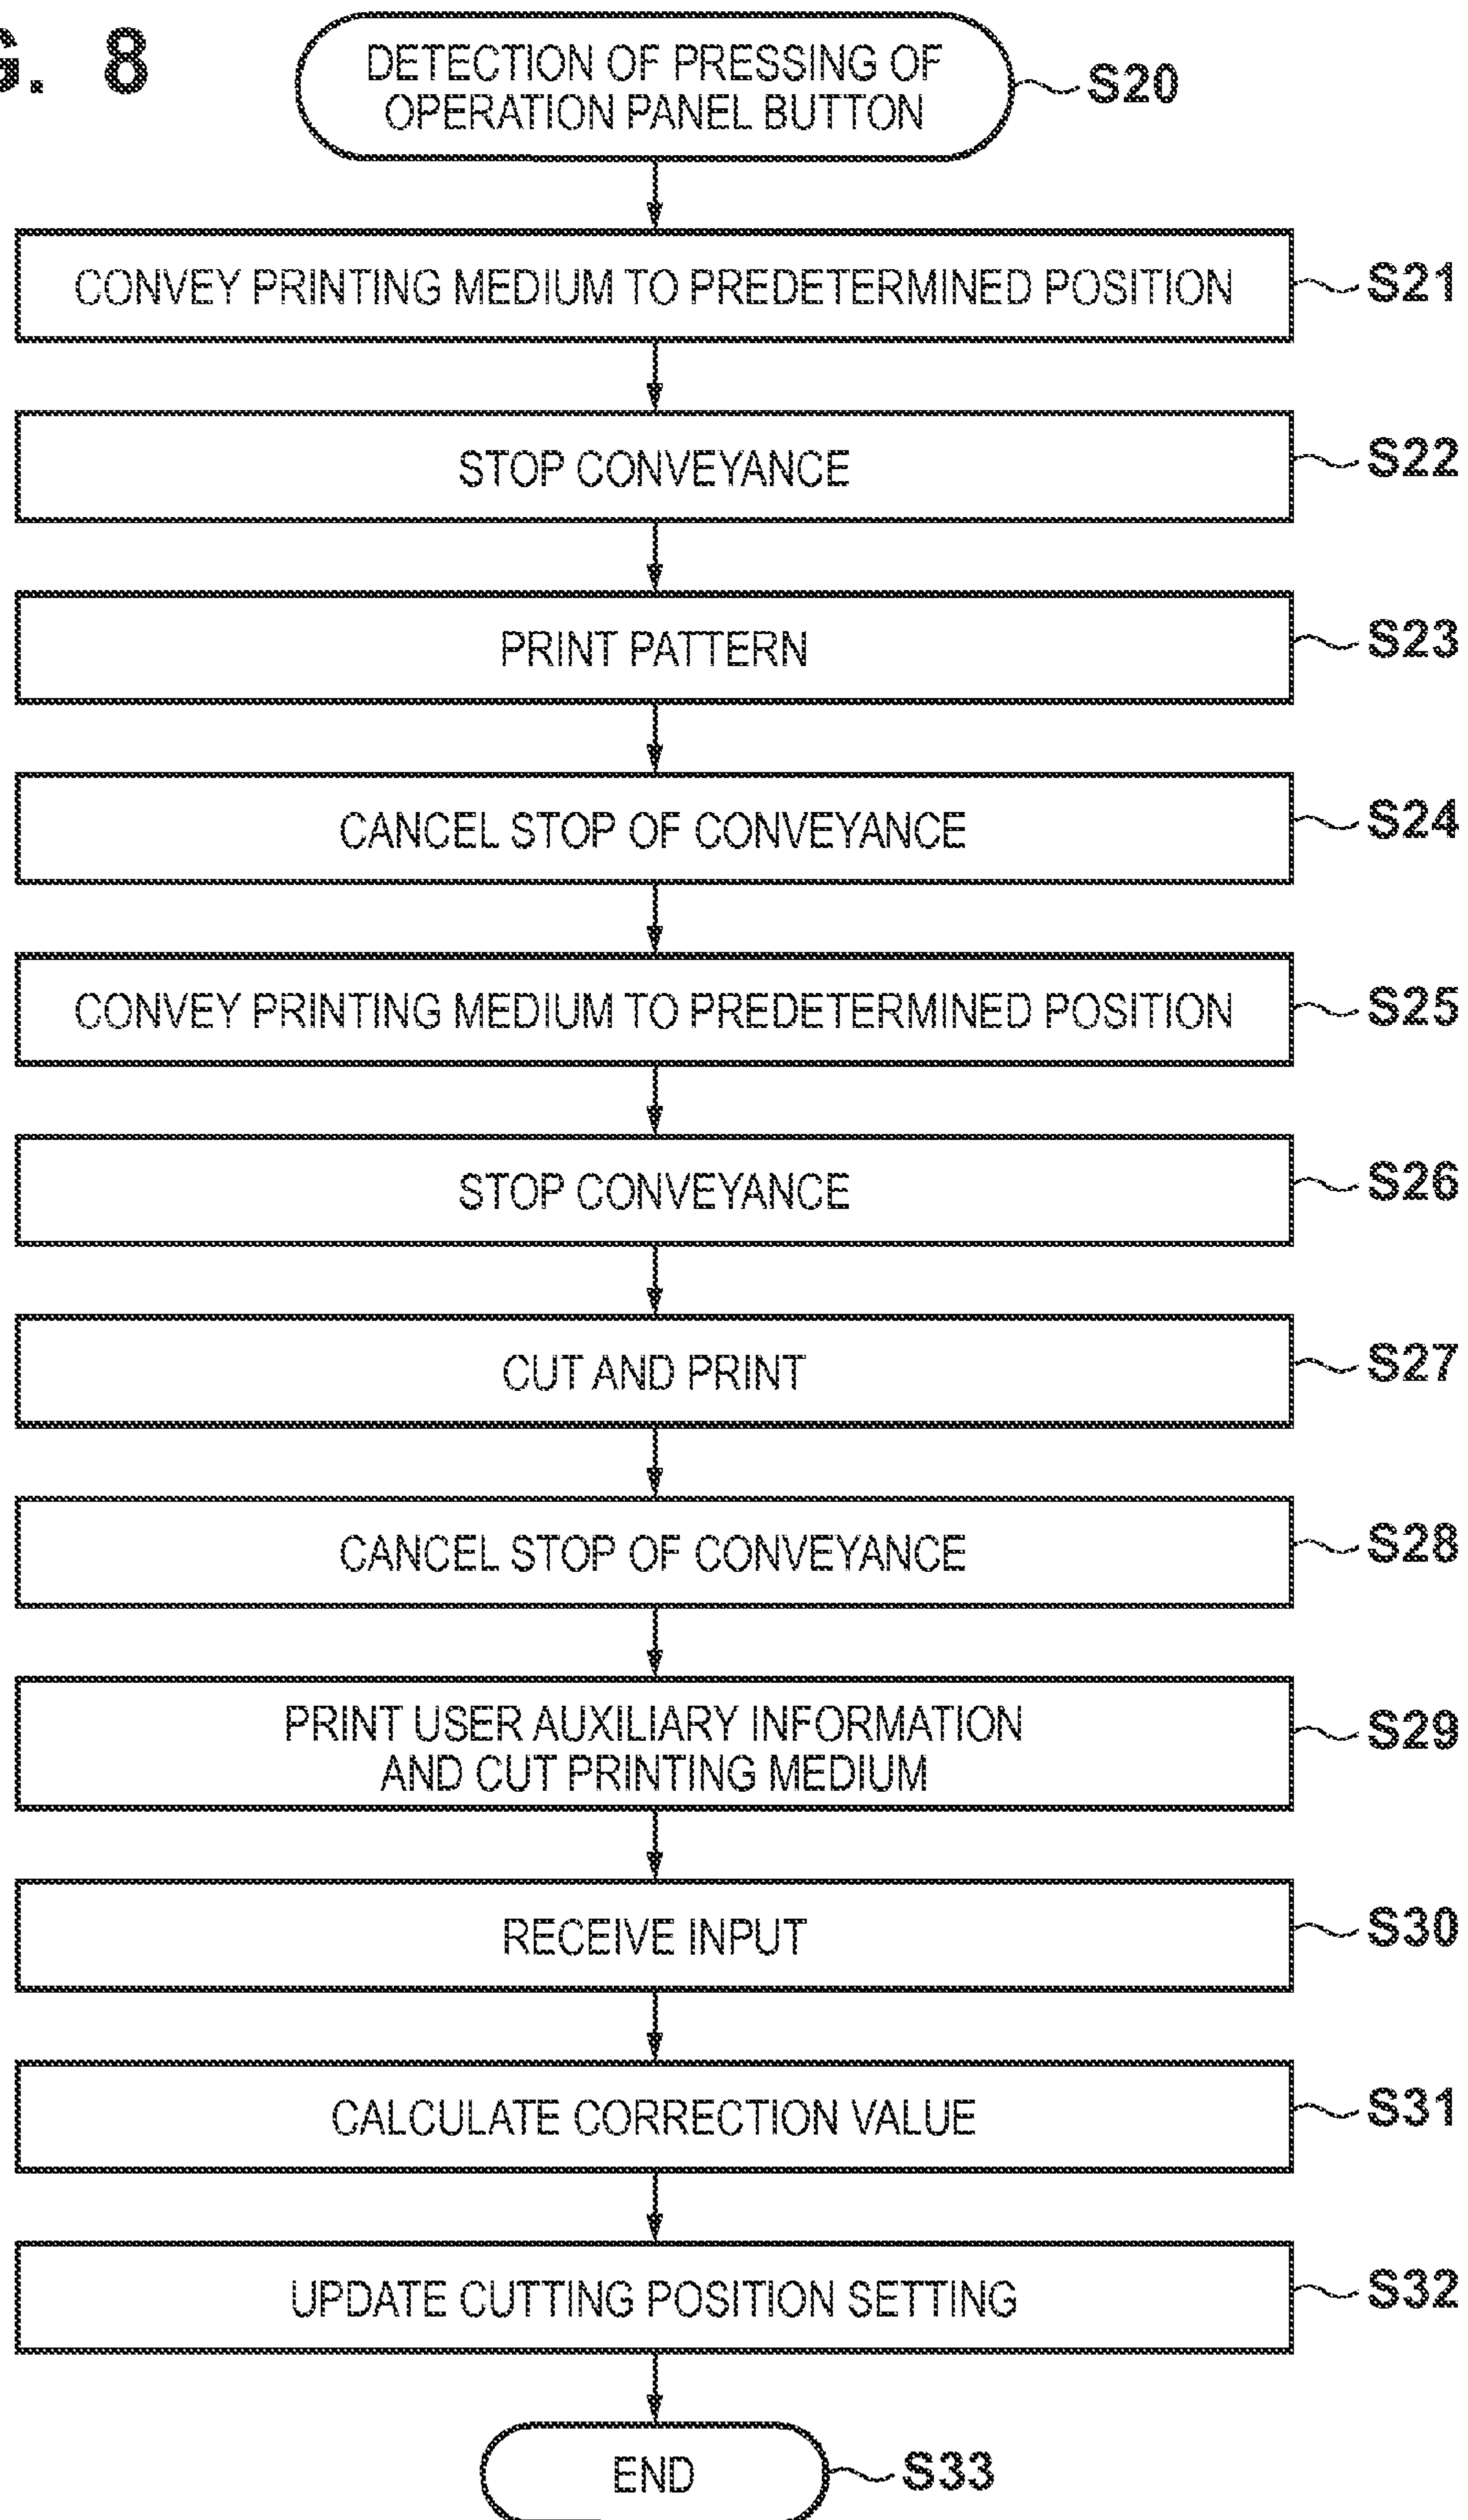 G. 8
DETECTION OF PRESSING OF
OPERATION PANEL BUTTON
S20
CONVEY PRINTING MEDIUM TO PREDETERMINED POSITION
S21
STOP CONVEYANCE
S22
PRINT PATTERN
S23
CANCEL STOP OF CONVEYANCE
S24
CONVEY PRINTING MEDIUM TO PREDETERMINED POSITION
S25
STOP CONVEYANCE
S26
CUT AND PRINT
S27
CANCEL STOP OF CONVEYANCE
S28
PRINT USER AUXILIARY INFORMATION
AND CUT PRINTING MEDIUM
S29
RECEIVE INPUT
S30
CALCULATE CORRECTION VALUE
S31
UPDATE CUTTING POSITION SETTING
S32
END
S33